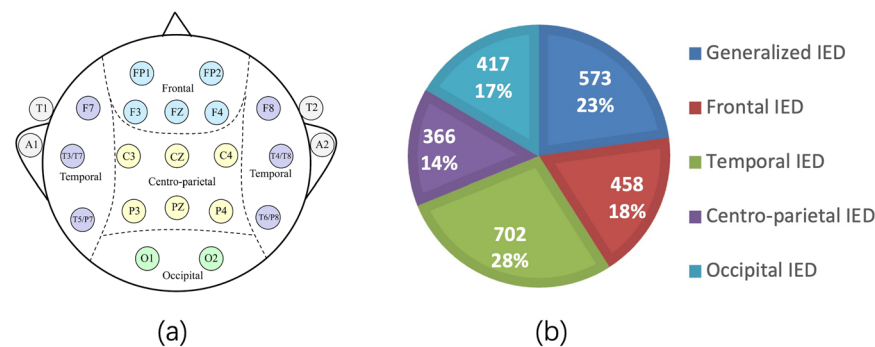 FP1 FP2
Frontal
T1 F7 F3 FZ F4 F8 T2
A1 A2
T3/T7 C3 CZ C4 T4/T8
Temporal Centro-parietal Temporal
T5/P7 P3 PZ P4 T6/P8
O1 O2
Occipital
(a)
573
23%
458
18%
702
28%
366
14%
417
17%
Generalized IED
Frontal IED
Temporal IED
Centro-parietal IED
Occipital IED
(b)